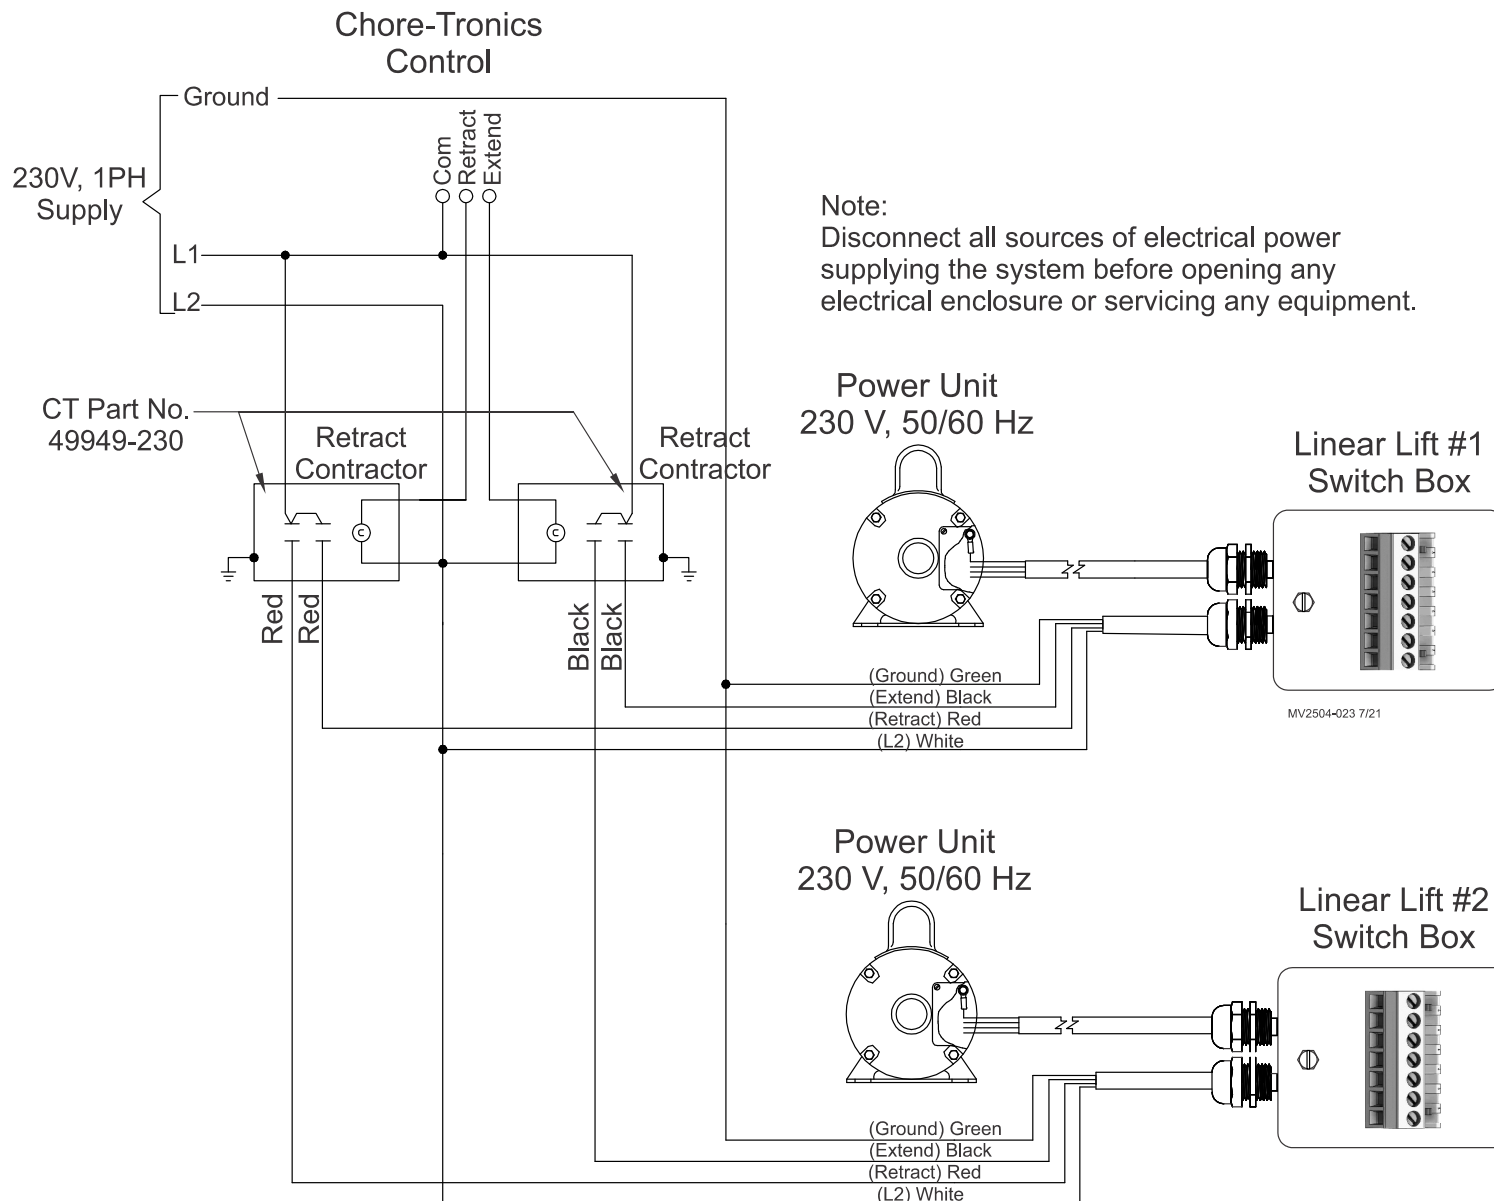 Chore-Tronics
Control
Ground
230V, 1PH
Supply
Com
Retract
Extend
L1
L2
Note:
Disconnect all sources of electrical power
supplying the system before opening any
electrical enclosure or servicing any equipment.
CT Part No.
49949-230
Retract
Contractor
Retract
Contractor
C
C
Red
Red
Black
Black
Power Unit
230 V, 50/60 Hz
Linear Lift #1
Switch Box
(Ground) Green
(Extend) Black
(Retract) Red
(L2) White
MV2504-023 7/21
Power Unit
230 V, 50/60 Hz
Linear Lift #2
Switch Box
(Ground) Green
(Extend) Black
(Retract) Red
(L2) White